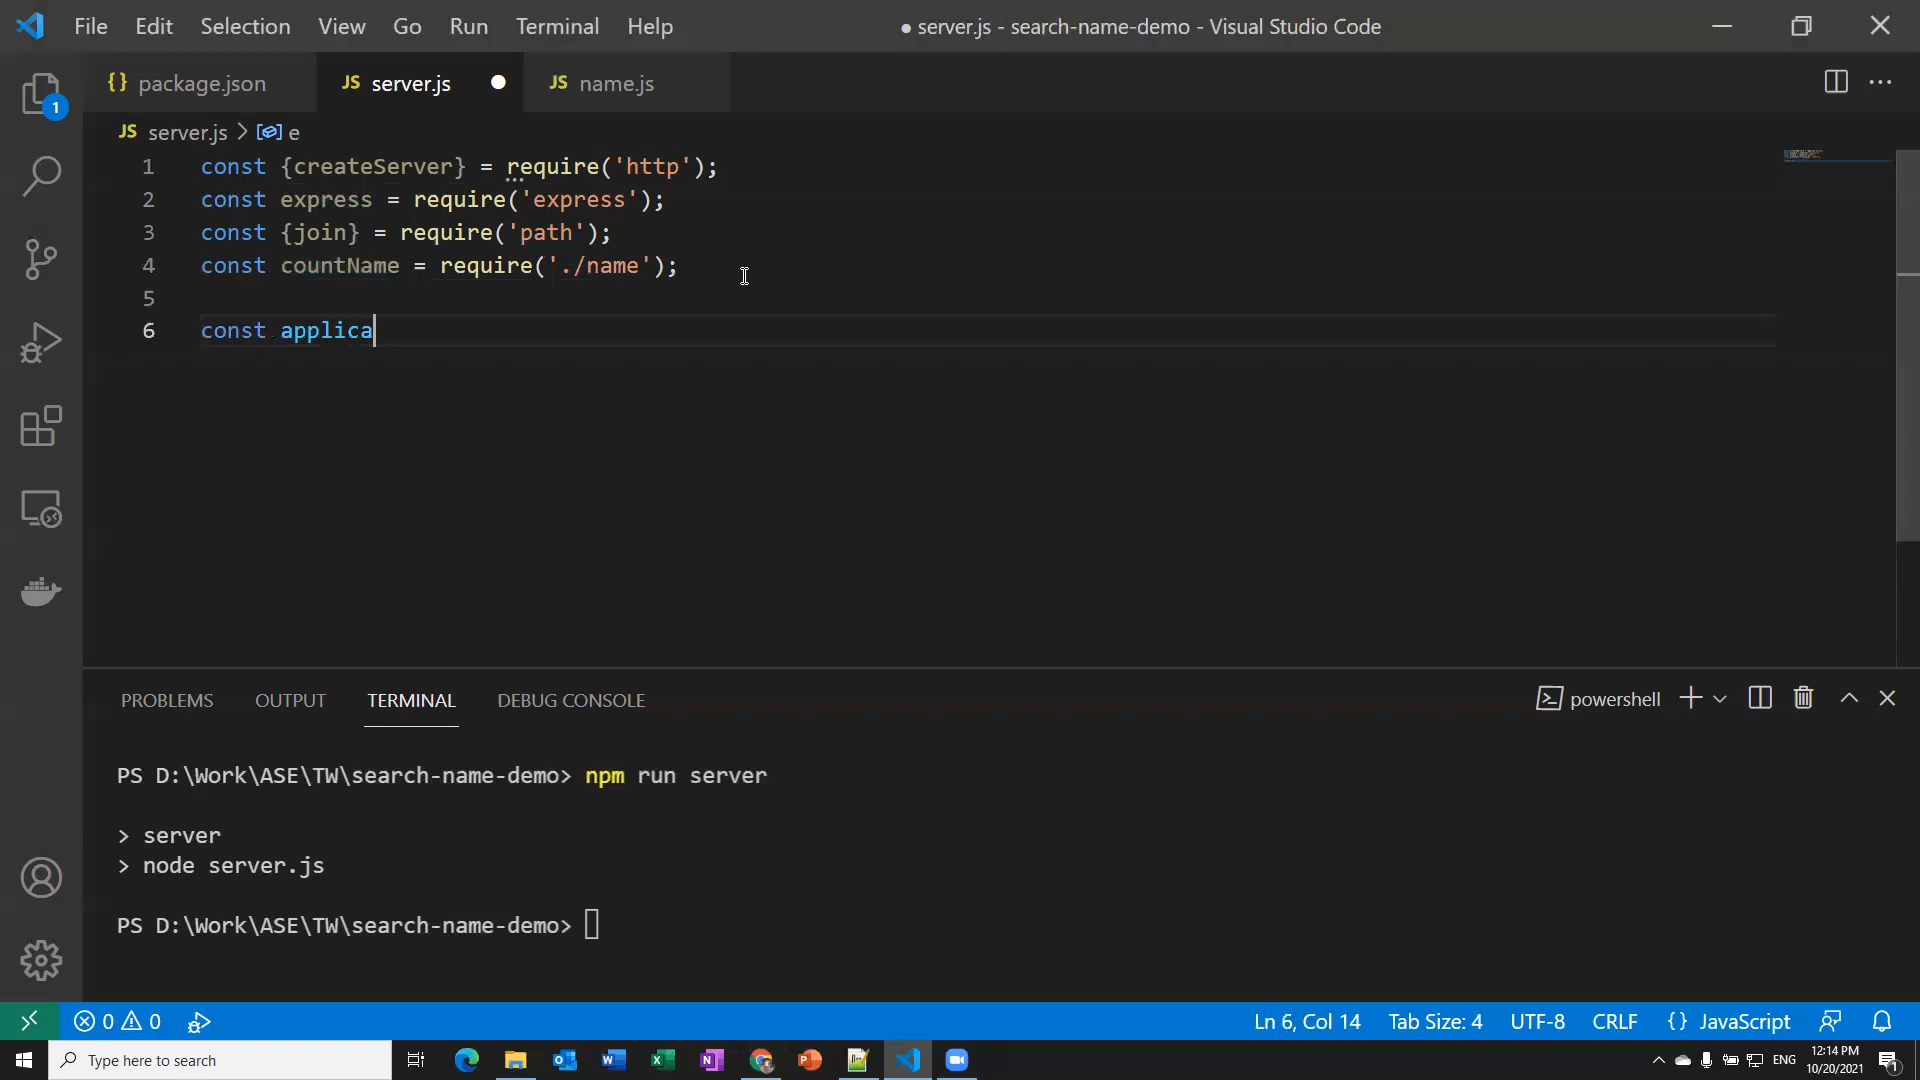 File Edit Selection View Go Run Terminal Help
● server.js - search-name-demo - Visual Studio Code
{} package.json
JS server.js ●
JS name.js
JS server.js > e
1
1 const {createServer} = require('http');
2 const express = require('express');
3 const {join} = require('path');
4 const countName = require('./name');
5
6 const applica
PROBLEMS OUTPUT TERMINAL DEBUG CONSOLE
powershell
PS D:\Work\ASE\TW\search-name-demo> npm run server
> server
> node server.js
PS D:\Work\ASE\TW\search-name-demo>
0 0
Ln 6, Col 14 Tab Size: 4 UTF-8 CRLF {} JavaScript
Type here to search
ENG
12:14 PM
10/20/2021
1